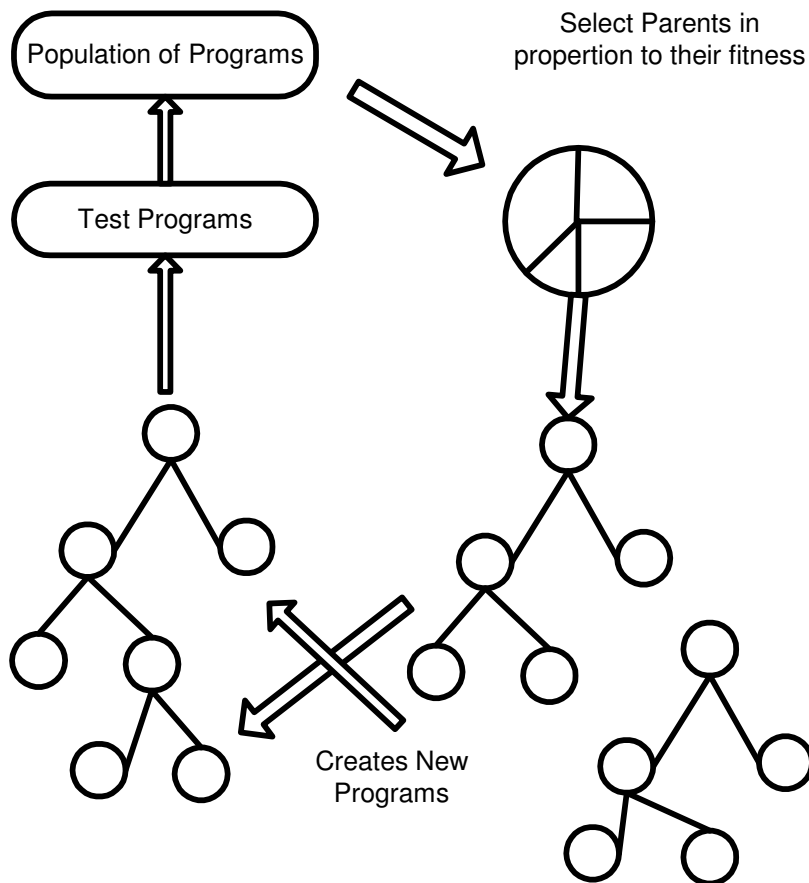 Population of Programs
Select Parents in
propertion to their fitness
Test Programs
Creates New
Programs